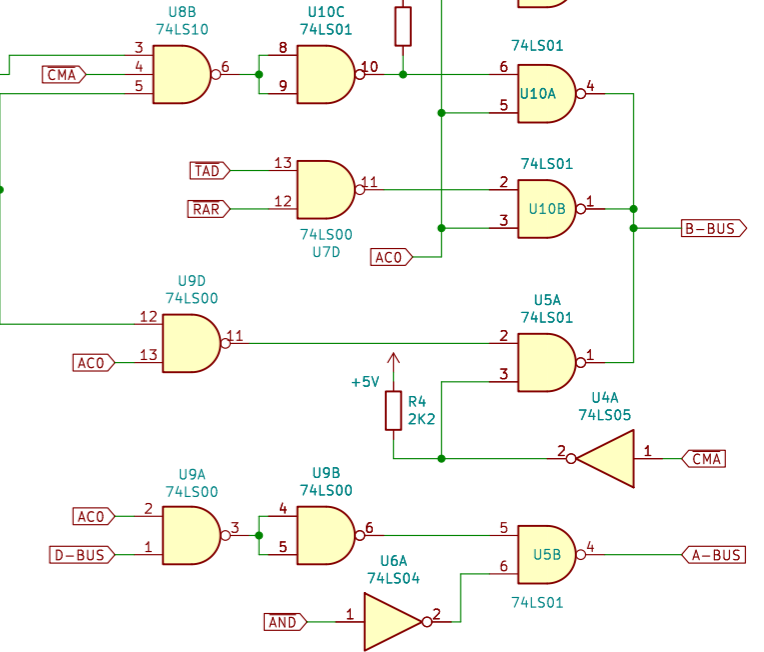 U8B
74LS10
U10C
74LS01
3
4
5
6
CMA
8
9
10
74LS01
6
5
U10A
4
TAD
13
RAR
12
11
74LS00
U7D
74LS01
2
3
U10B
1
B-BUS
AC0
U9D
74LS00
12
13
11
AC0
U5A
74LS01
2
3
1
+5V
R4
2K2
U4A
74LS05
2
1
CMA
U9A
74LS00
AC0
2
D-BUS
1
3
U9B
74LS00
4
5
6
U6A
74LS04
AND
1
2
5
6
U5B
4
A-BUS
74LS01